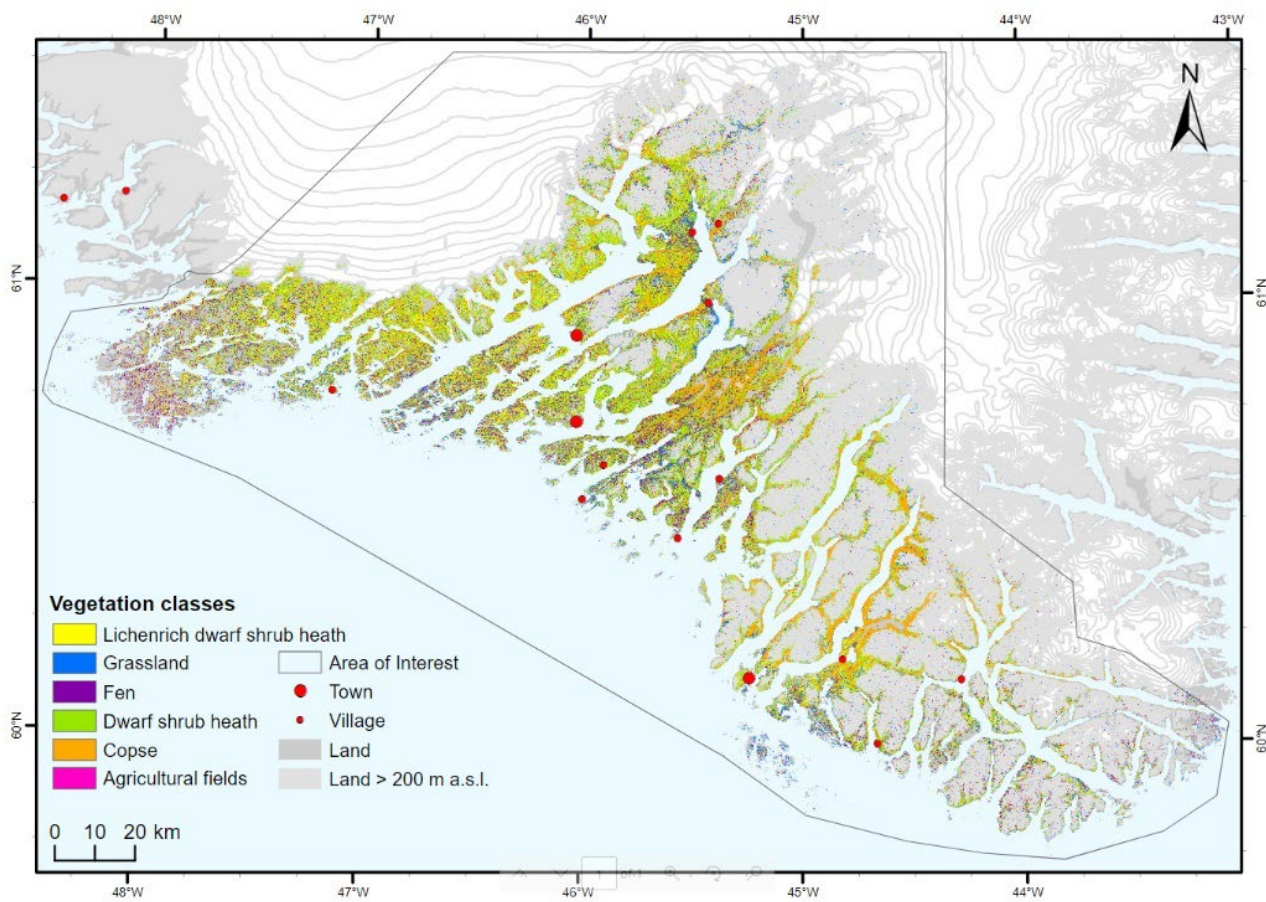 48°W 47°W 46°W 45°W 44°W 43°W
N
61°N 61°N
Vegetation classes
Lichenrich dwarf shrub heath
Grassland Area of Interest
Fen Town
Dwarf shrub heath Village
Copse Land
Agricultural fields Land > 200 m a.s.l.
60°N 60°N
0 10 20 km
48°W 47°W 46°W 45°W 44°W